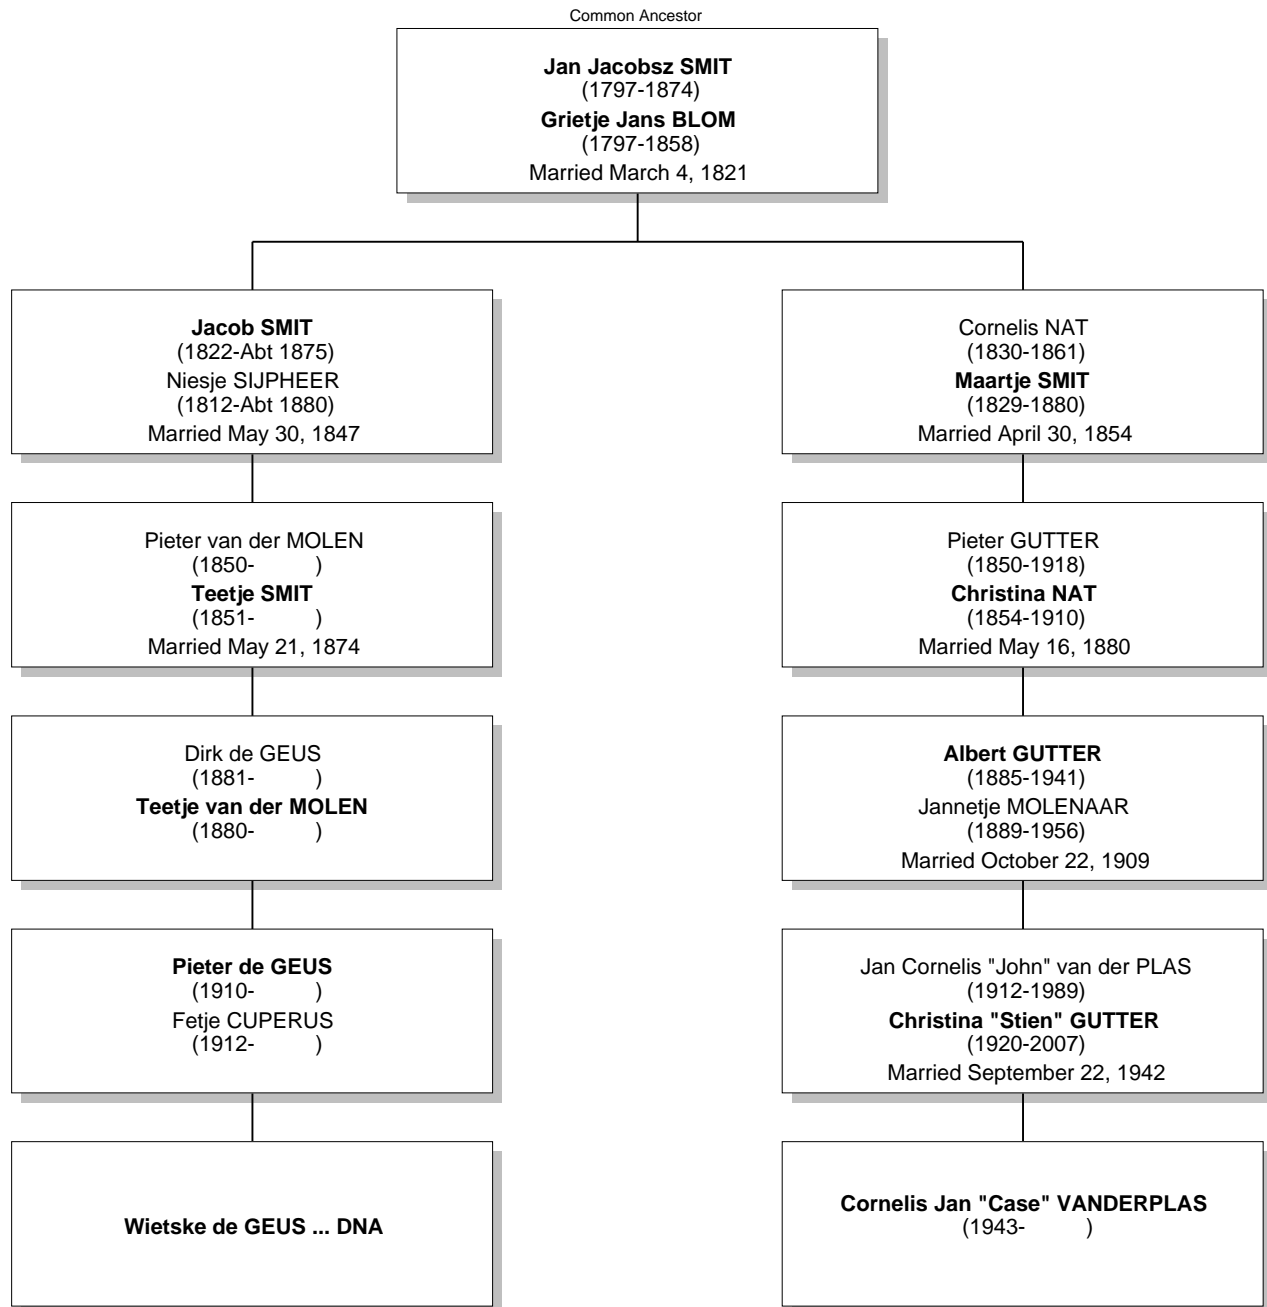 Common Ancestor
Jan Jacobsz SMIT
(1797-1874)
Grietje Jans BLOM
(1797-1858)
Married March 4, 1821
Jacob SMIT
(1822-Abt 1875)
Niesje SIJPHEER
(1812-Abt 1880)
Married May 30, 1847
Cornelis NAT
(1830-1861)
Maartje SMIT
(1829-1880)
Married April 30, 1854
Pieter van der MOLEN
(1850- )
Teetje SMIT
(1851- )
Married May 21, 1874
Pieter GUTTER
(1850-1918)
Christina NAT
(1854-1910)
Married May 16, 1880
Dirk de GEUS
(1881- )
Teetje van der MOLEN
(1880- )
Albert GUTTER
(1885-1941)
Jannetje MOLENAAR
(1889-1956)
Married October 22, 1909
Pieter de GEUS
(1910- )
Fetje CUPERUS
(1912- )
Jan Cornelis "John" van der PLAS
(1912-1989)
Christina "Stien" GUTTER
(1920-2007)
Married September 22, 1942
Wietske de GEUS ... DNA
Cornelis Jan "Case" VANDERPLAS
(1943- )